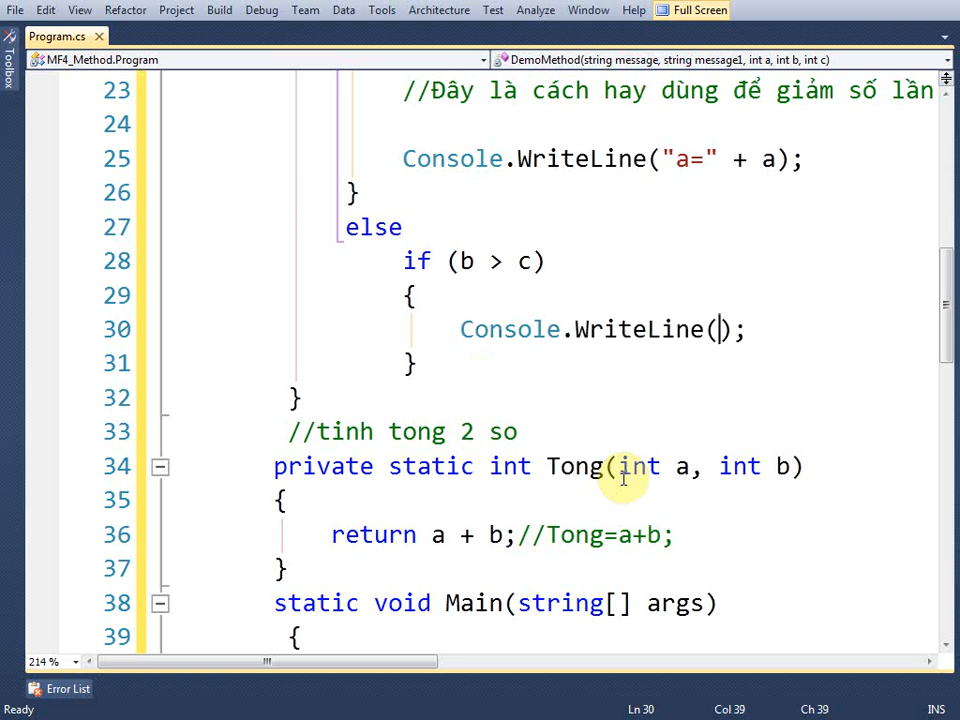 File Edit View Refactor Project Build Debug Team Data Tools Architecture Test Analyze Window Help Full Screen
Program.cs
Toolbox
MF4_Method.Program DemoMethod(string message, string message1, int a, int b, int c)
23 //Đây là cách hay dùng để giảm số lần
24
25 Console.WriteLine("a=" + a);
26 }
27 else
28 if (b > c)
29 {
30 Console.WriteLine();
31 }
32 }
33 //tinh tong 2 so
34 private static int Tong(int a, int b)
35 {
36 return a + b;//Tong=a+b;
37 }
38 static void Main(string[] args)
39 {
214 %
Error List
Ready Ln 30 Col 39 Ch 39 INS